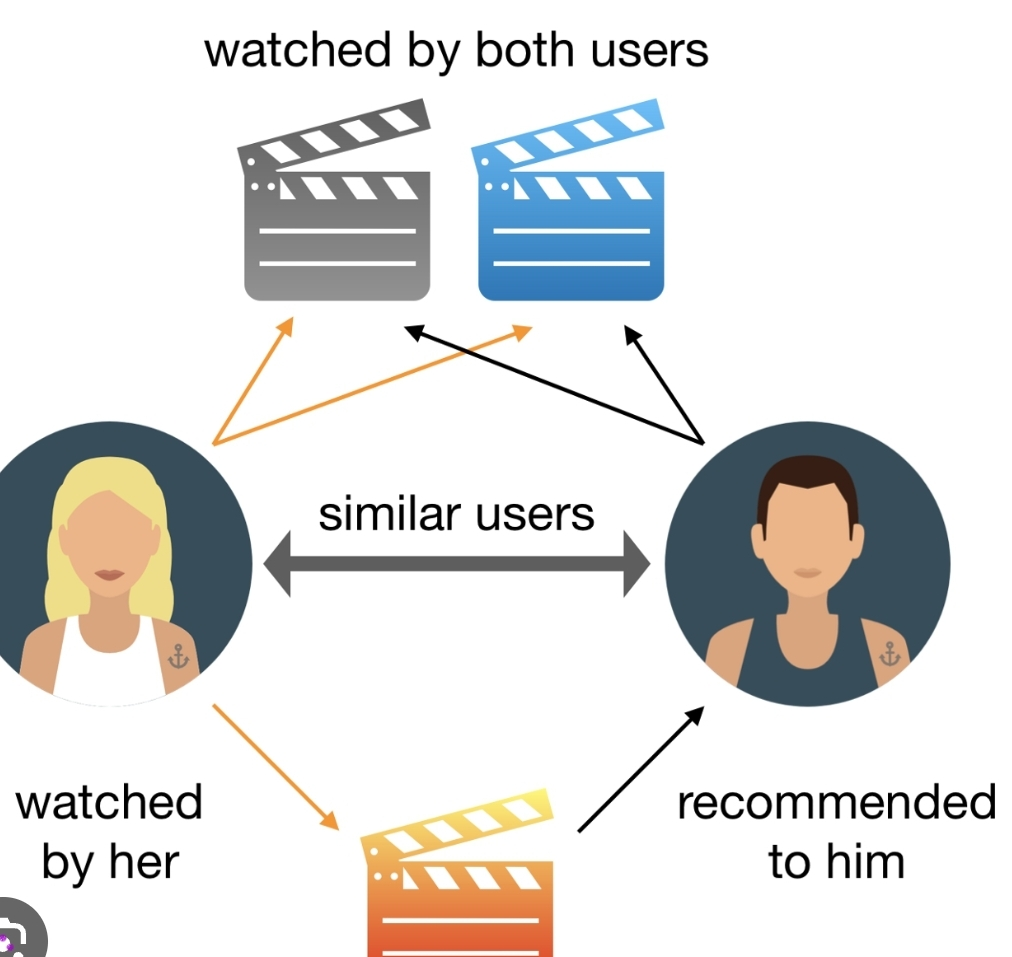 watched by both users
similar users
watched
by her
recommended
to him